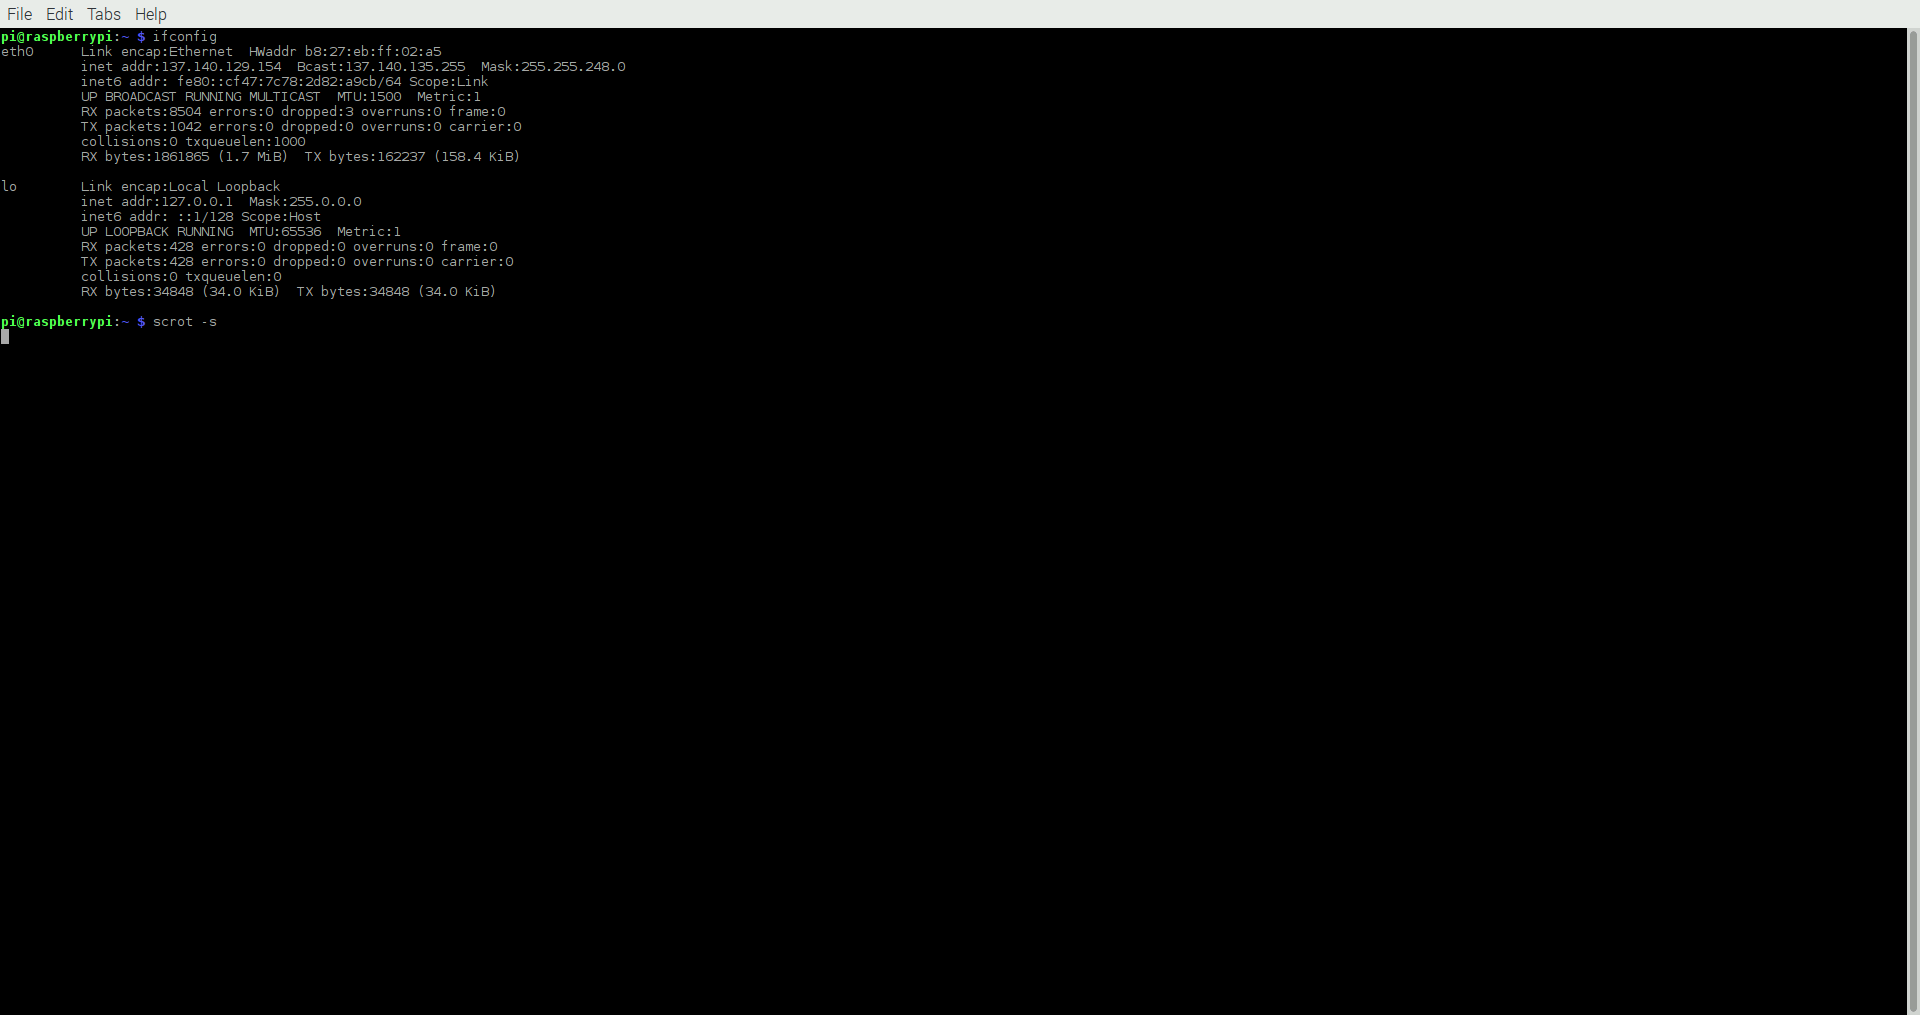 File Edit Tabs Help
pi@raspberrypi:~ $ ifconfig
eth0      Link encap:Ethernet  HWaddr b8:27:eb:ff:02:a5
          inet addr:137.140.129.154  Bcast:137.140.135.255  Mask:255.255.248.0
          inet6 addr: fe80::cf47:7c78:2d82:a9cb/64 Scope:Link
          UP BROADCAST RUNNING MULTICAST  MTU:1500  Metric:1
          RX packets:8504 errors:0 dropped:3 overruns:0 frame:0
          TX packets:1042 errors:0 dropped:0 overruns:0 carrier:0
          collisions:0 txqueuelen:1000
          RX bytes:1861865 (1.7 MiB)  TX bytes:162237 (158.4 KiB)
lo        Link encap:Local Loopback
          inet addr:127.0.0.1  Mask:255.0.0.0
          inet6 addr: ::1/128 Scope:Host
          UP LOOPBACK RUNNING  MTU:65536  Metric:1
          RX packets:428 errors:0 dropped:0 overruns:0 frame:0
          TX packets:428 errors:0 dropped:0 overruns:0 carrier:0
          collisions:0 txqueuelen:0
          RX bytes:34848 (34.0 KiB)  TX bytes:34848 (34.0 KiB)
pi@raspberrypi:~ $ scrot -s